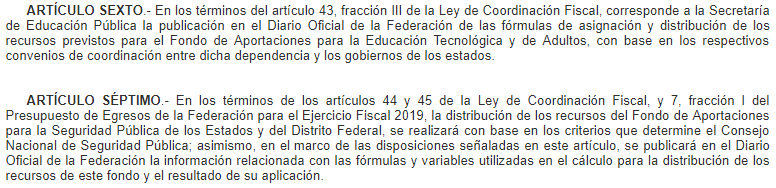 ARTÍCULO SEXTO.- En los términos del artículo 43, fracción III de la Ley de Coordinación Fiscal, corresponde a la Secretaría
de Educación Pública la publicación en el Diario Oficial de la Federación de las fórmulas de asignación y distribución de los
recursos previstos para el Fondo de Aportaciones para la Educación Tecnológica y de Adultos, con base en los respectivos
convenios de coordinación entre dicha dependencia y los gobiernos de los estados.
ARTÍCULO SÉPTIMO.- En los términos de los artículos 44 y 45 de la Ley de Coordinación Fiscal, y 7, fracción I del
Presupuesto de Egresos de la Federación para el Ejercicio Fiscal 2019, la distribución de los recursos del Fondo de Aportaciones
para la Seguridad Pública de los Estados y del Distrito Federal, se realizará con base en los criterios que determine el Consejo
Nacional de Seguridad Pública; asimismo, en el marco de las disposiciones señaladas en este artículo, se publicará en el Diario
Oficial de la Federación la información relacionada con las fórmulas y variables utilizadas en el cálculo para la distribución de los
recursos de este fondo y el resultado de su aplicación.